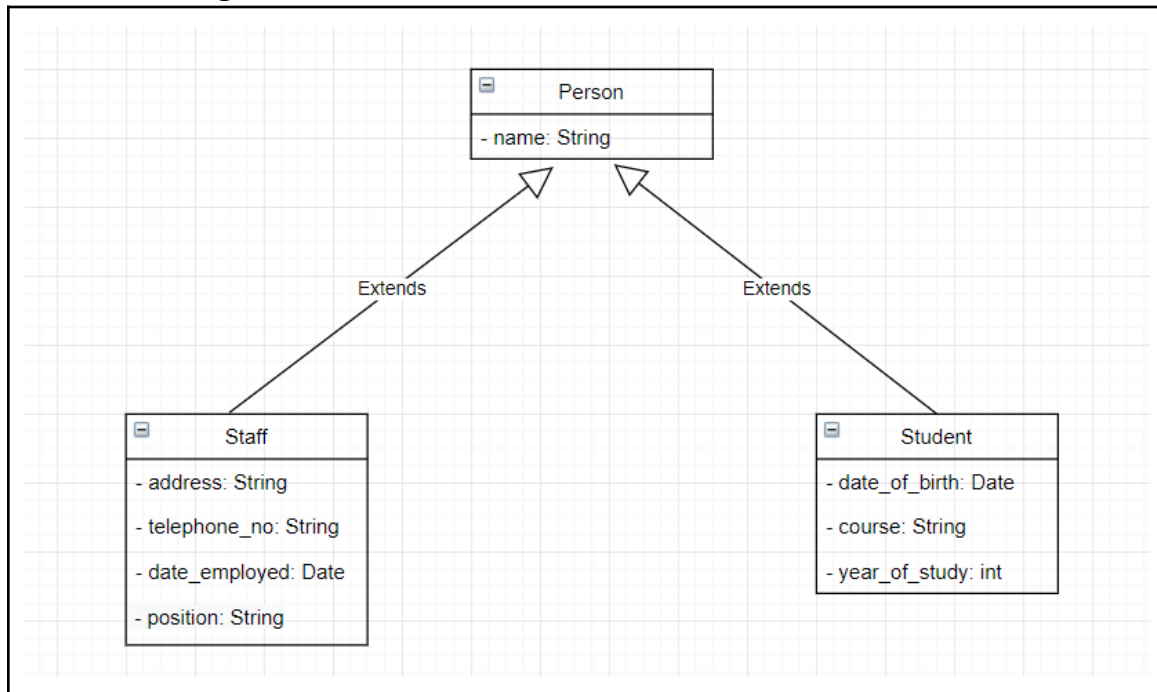 Person
- name: String
Extends
Extends
Staff
- address: String
- telephone_no: String
- date_employed: Date
- position: String
Student
- date_of_birth: Date
- course: String
- year_of_study: int